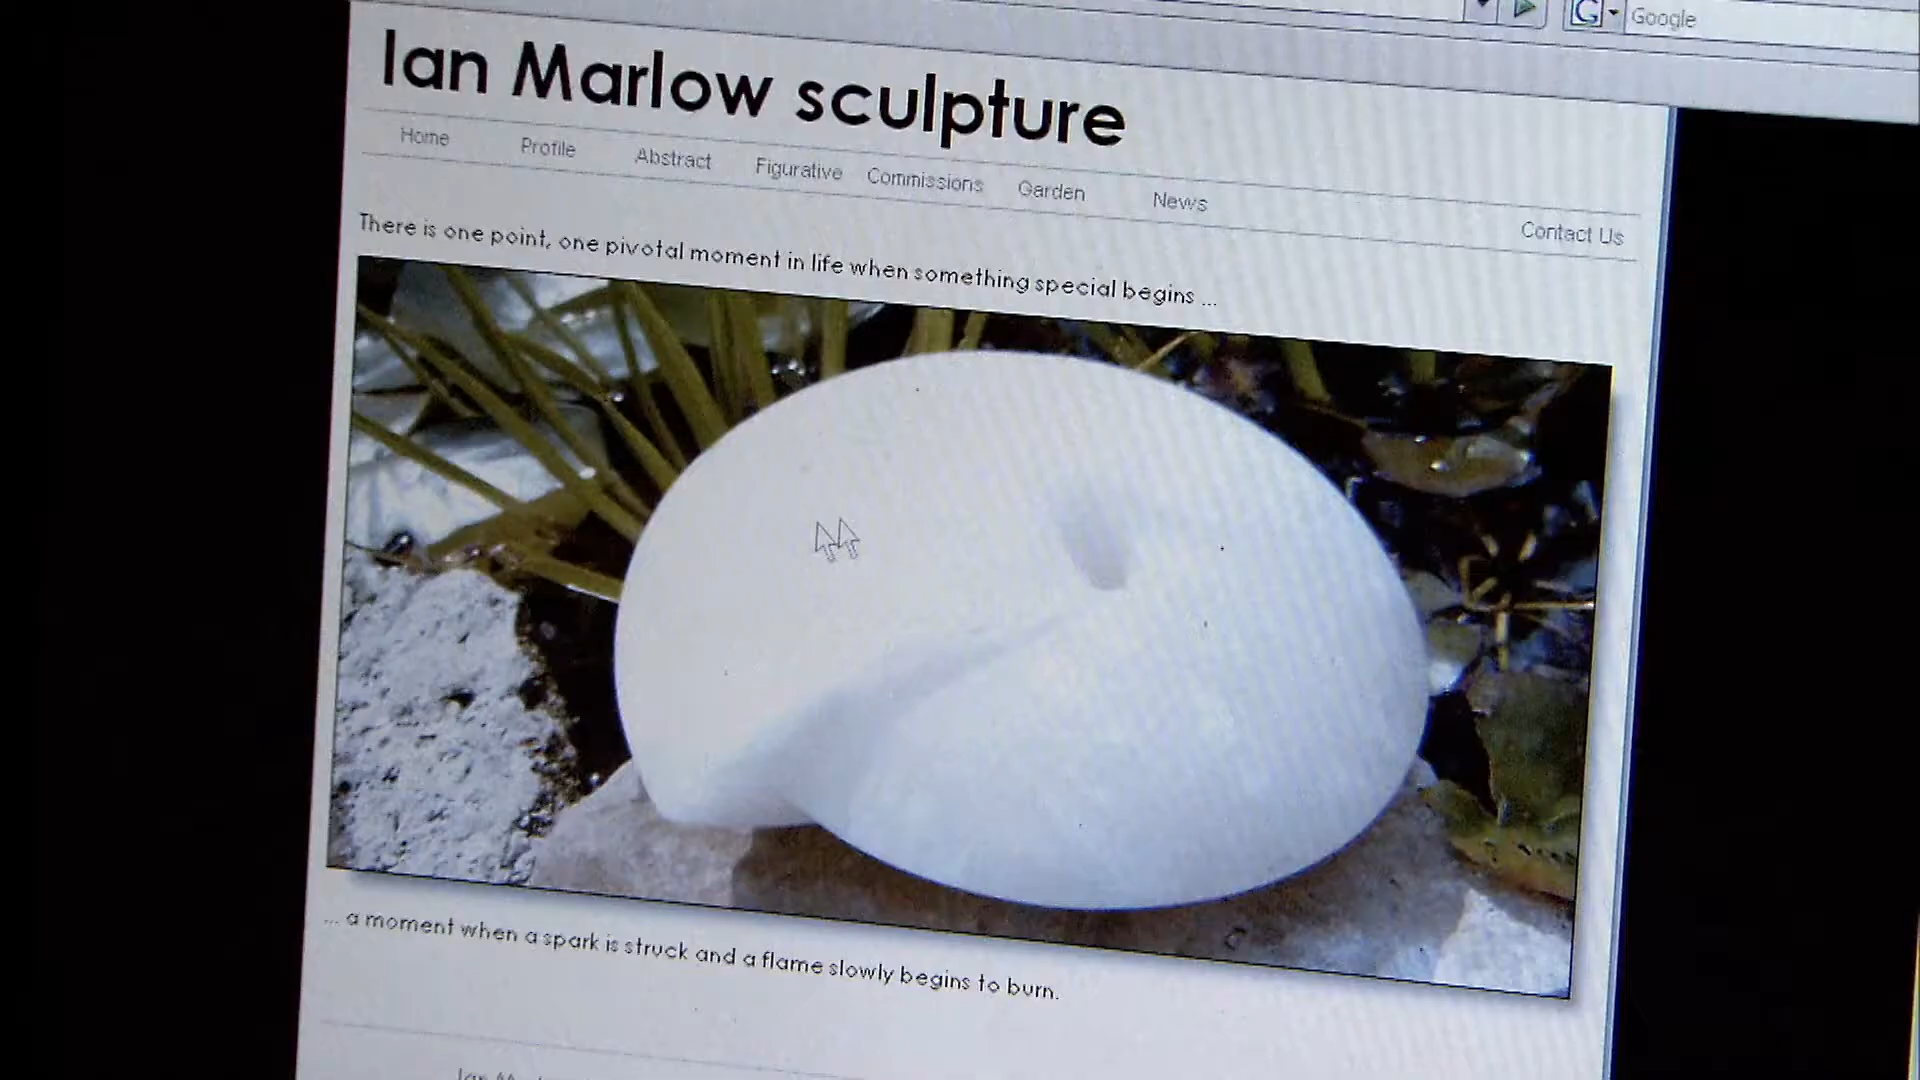 Google
Ian Marlow sculpture
Home Profile Abstract Figurative Commissions Garden News Contact Us
There is one point, one pivotal moment in life when something special begins ...
... a moment when a spark is struck and a flame slowly begins to burn.